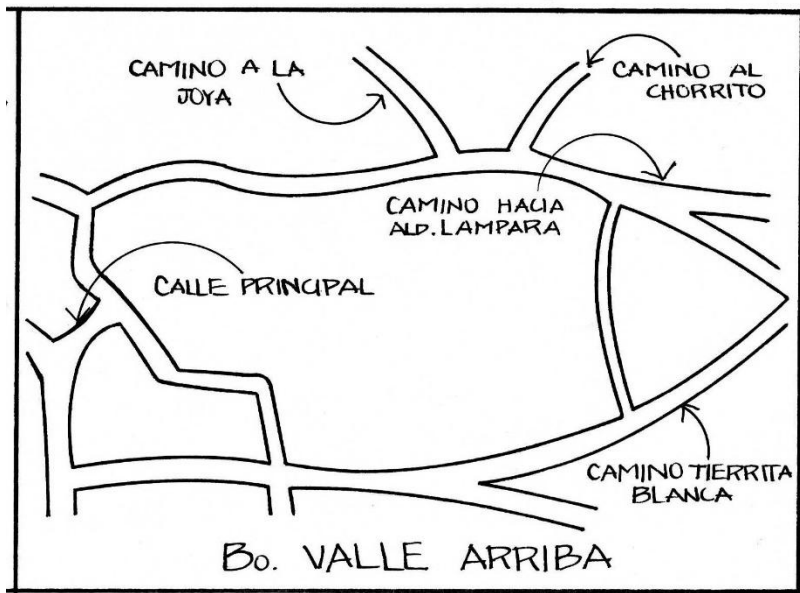 CAMINO A LA
JOYA
CAMINO AL
CHORRITO
CAMINO HACIA
ALD. LAMPARA
CALLE PRINCIPAL
CAMINO TIERRITA
BLANCA
Bo. VALLE ARRIBA